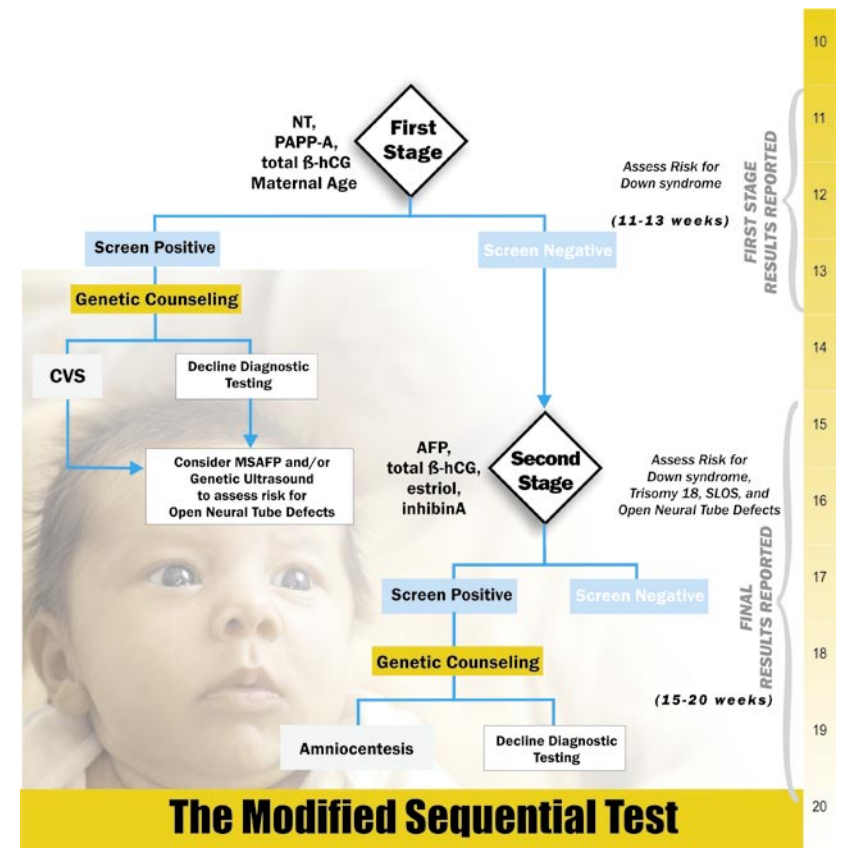 10
11
12
13
14
15
16
17
18
19
20
First
Stage
NT,
PAPP-A,
total ß-hCG
Maternal Age
Assess Risk for
Down syndrome
(11-13 weeks)
FIRST STAGE
RESULTS REPORTED
Screen Positive
Screen Negative
Genetic Counseling
CVS
Decline Diagnostic
Testing
Consider MSAFP and/or
Genetic Ultrasound
to assess risk for
Open Neural Tube Defects
AFP,
total ß-hCG,
estriol,
inhibinA
Second
Stage
Assess Risk for
Down syndrome,
Trisomy 18, SLOS, and
Open Neural Tube Defects
FINAL
RESULTS REPORTED
Screen Positive
Screen Negative
Genetic Counseling
(15-20 weeks)
Amniocentesis
Decline Diagnostic
Testing
The Modified Sequential Test